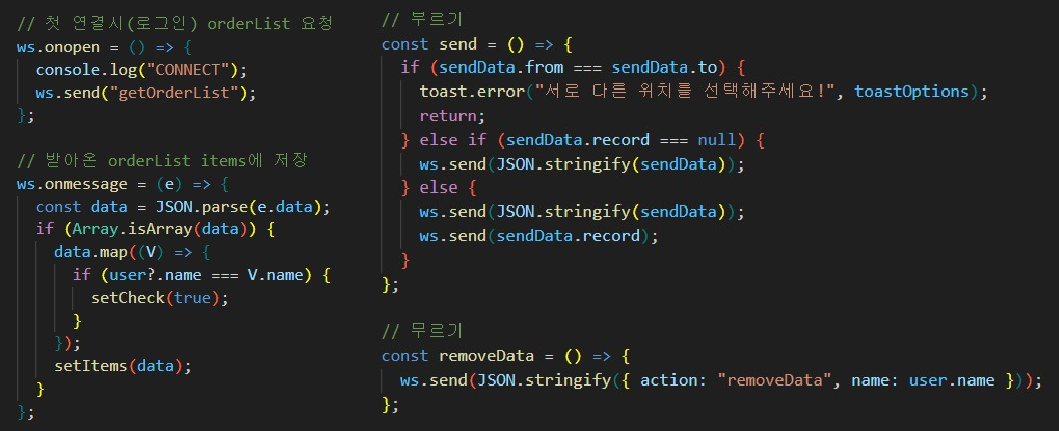 // 첫 연결시(로그인) orderList 요청
ws.onopen = () => {
  console.log("CONNECT");
  ws.send("getOrderList");
};

// 받아온 orderList items에 저장
ws.onmessage = (e) => {
  const data = JSON.parse(e.data);
  if (Array.isArray(data)) {
    data.map((V) => {
      if (user?.name === V.name) {
        setCheck(true);
      }
    });
    setItems(data);
  }
};

// 부르기
const send = () => {
  if (sendData.from === sendData.to) {
    toast.error("서로 다른 위치를 선택해주세요!", toastOptions);
    return;
  } else if (sendData.record === null) {
    ws.send(JSON.stringify(sendData));
  } else {
    ws.send(JSON.stringify(sendData));
    ws.send(sendData.record);
  }
};

// 무르기
const removeData = () => {
  ws.send(JSON.stringify({ action: "removeData", name: user.name }));
};